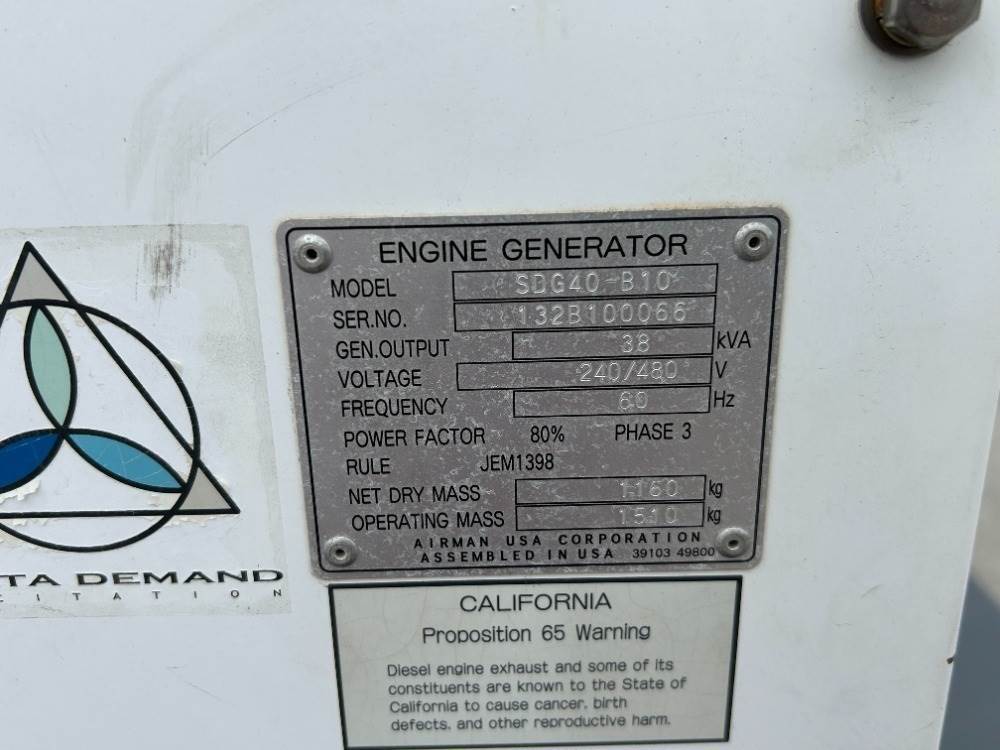 ENGINE GENERATOR
MODEL SDG40-B10
SER.NO. 132B100066
GEN.OUTPUT 38 kVA
VOLTAGE 240/480 V
FREQUENCY 60 Hz
POWER FACTOR 80% PHASE 3
RULE JEM1398
NET DRY MASS 1160 kg
OPERATING MASS 1510 kg
AIRMAN USA CORPORATION
ASSEMBLED IN USA 39103 49800
TA DEMAND
CITATION
CALIFORNIA
Proposition 65 Warning
Diesel engine exhaust and some of its
constituents are known to the State of
California to cause cancer, birth
defects, and other reproductive harm.